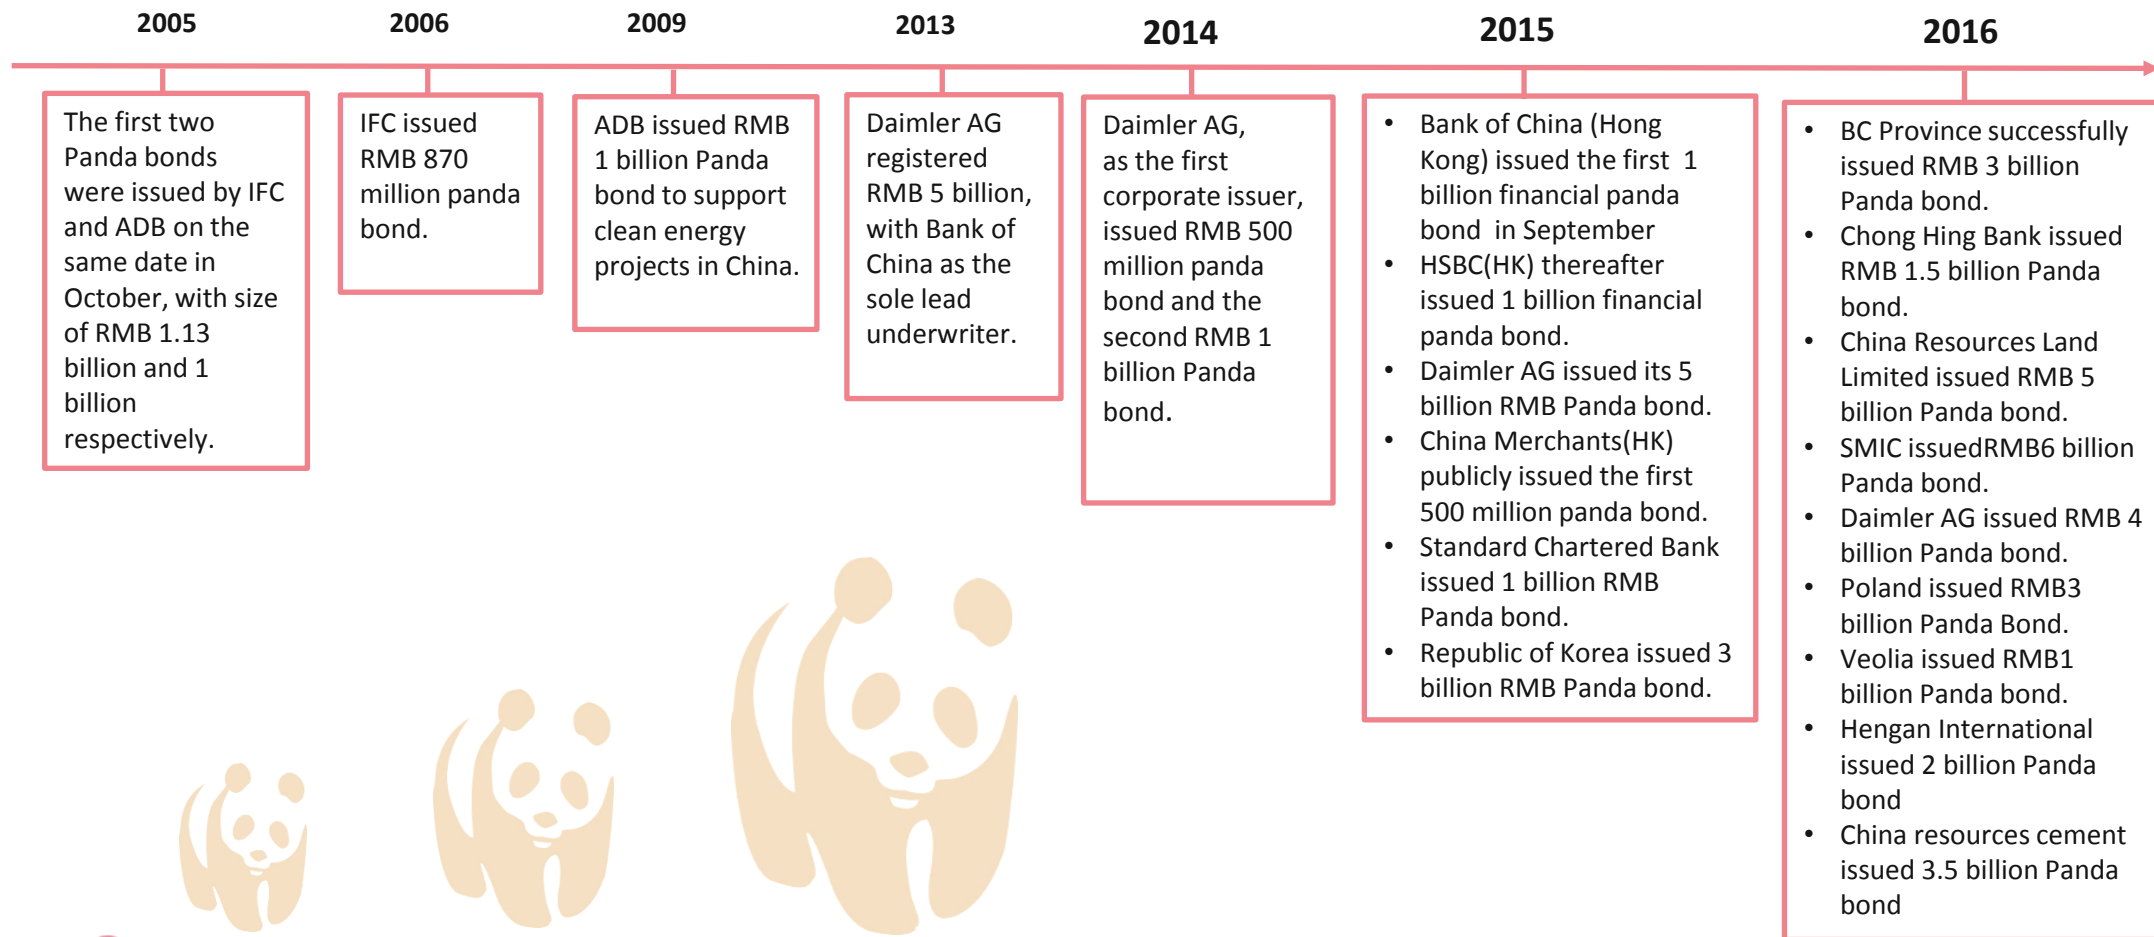 2005
2006
2009
2013
2014
2015
2016
The first two
Panda bonds
were issued by IFC
and ADB on the
same date in
October, with size
of RMB 1.13
billion and 1
billion
respectively.
IFC issued
RMB 870
million panda
bond.
ADB issued RMB
1 billion Panda
bond to support
clean energy
projects in China.
Daimler AG
registered
RMB 5 billion,
with Bank of
China as the
sole lead
underwriter.
Daimler AG,
as the first
corporate issuer,
issued RMB 500
million panda
bond and the
second RMB 1
billion Panda
bond.
• Bank of China (Hong
Kong) issued the first 1
billion financial panda
bond in September
• HSBC(HK) thereafter
issued 1 billion financial
panda bond.
• Daimler AG issued its 5
billion RMB Panda bond.
• China Merchants(HK)
publicly issued the first
500 million panda bond.
• Standard Chartered Bank
issued 1 billion RMB
Panda bond.
• Republic of Korea issued 3
billion RMB Panda bond.
• BC Province successfully
issued RMB 3 billion
Panda bond.
• Chong Hing Bank issued
RMB 1.5 billion Panda
bond.
• China Resources Land
Limited issued RMB 5
billion Panda bond.
• SMIC issuedRMB6 billion
Panda bond.
• Daimler AG issued RMB 4
billion Panda bond.
• Poland issued RMB3
billion Panda Bond.
• Veolia issued RMB1
billion Panda bond.
• Hengan International
issued 2 billion Panda
bond
• China resources cement
issued 3.5 billion Panda
bond